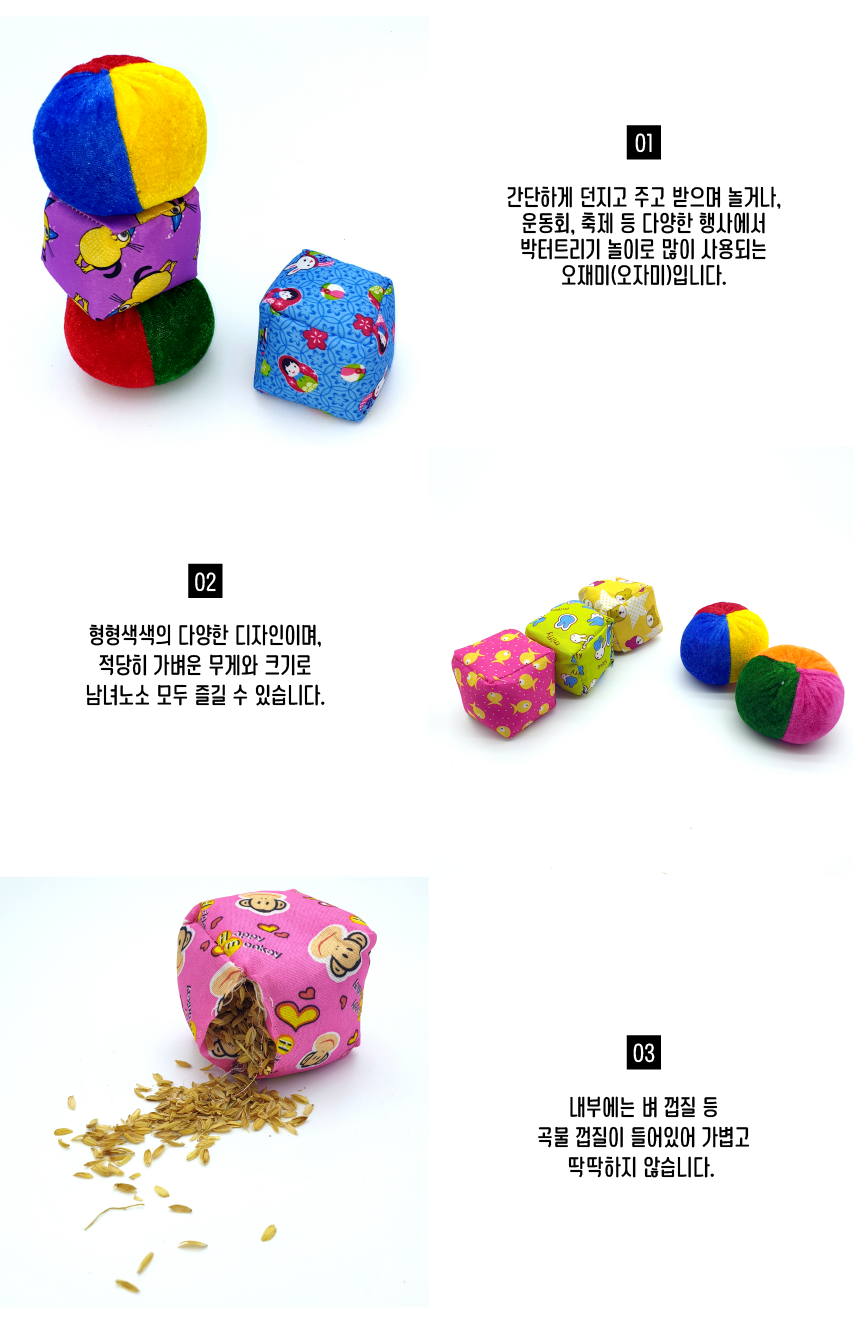 01
간단하게 던지고 주고 받으며 놀거나,
운동회, 축제 등 다양한 행사에서
박터트리기 놀이로 많이 사용되는
오재미(오자미)입니다.
02
형형색색의 다양한 디자인이며,
적당히 가벼운 무게와 크기로
남녀노소 모두 즐길 수 있습니다.
miffy
Happy
Monkey
03
내부에는 벼 껍질 등
곡물 껍질이 들어있어 가볍고
딱딱하지 않습니다.